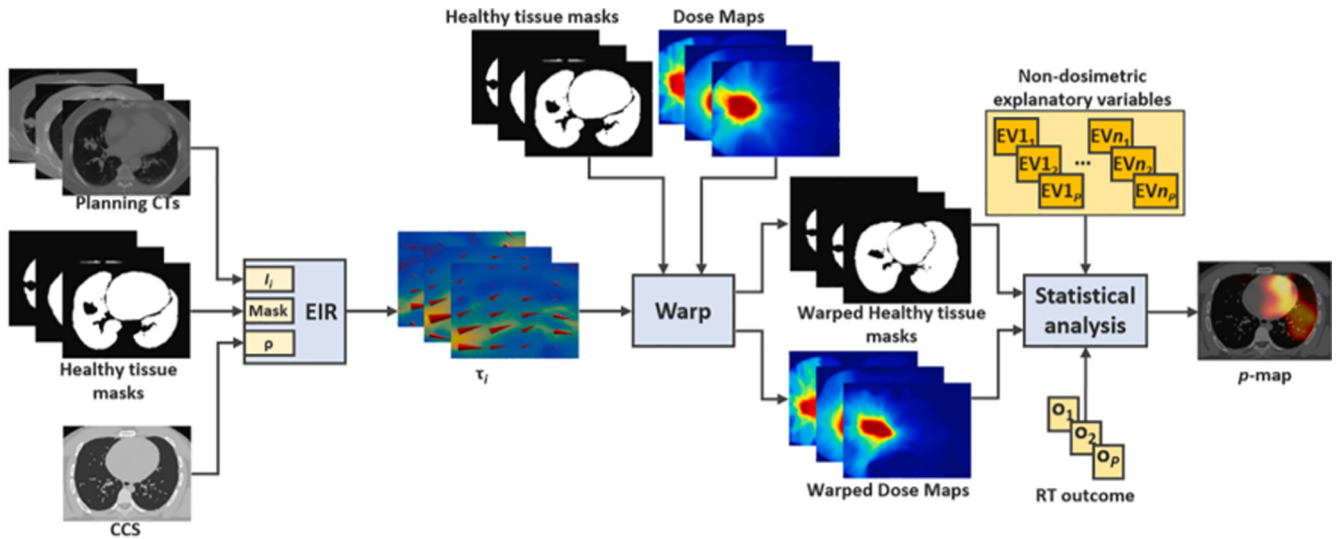 Healthy tissue masks
Dose Maps
Non-dosimetric
explanatory variables
EV1₁
EV1₂
EV1ₚ
...
EVn₁
EVn₂
EVnₚ
Planning CTs
Iᵢ
Mask
ρ
EIR
Healthy tissue
masks
CCS
τᵢ
Warp
Warped Healthy tissue
masks
Warped Dose Maps
Statistical
analysis
p-map
O₁
O₂
Oₚ
RT outcome